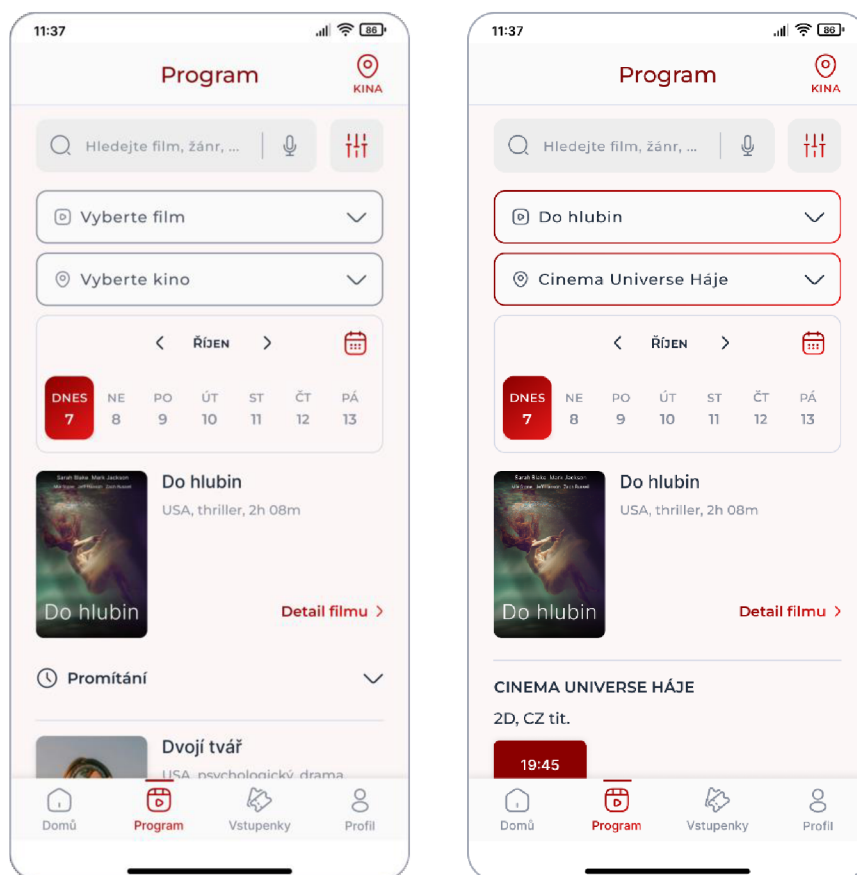 11:37
86
Program
KINA
Hledejte film, žánr, ...
Vyberte film
Vyberte kino
ŘÍJEN
DNES NE PO ÚT ST ČT PÁ
7 8 9 10 11 12 13
Sarah Blake Mark Jackson
Do hlubin
Do hlubin
USA, thriller, 2h 08m
Detail filmu
Promítání
Dvojí tvář
USA, psychologický, drama
Domů Program Vstupenky Profil
11:37
86
Program
KINA
Hledejte film, žánr, ...
Do hlubin
Cinema Universe Háje
ŘÍJEN
DNES NE PO ÚT ST ČT PÁ
7 8 9 10 11 12 13
Sarah Blake Mark Jackson
Do hlubin
Do hlubin
USA, thriller, 2h 08m
Detail filmu
CINEMA UNIVERSE HÁJE
2D, CZ tit.
19:45
Domů Program Vstupenky Profil